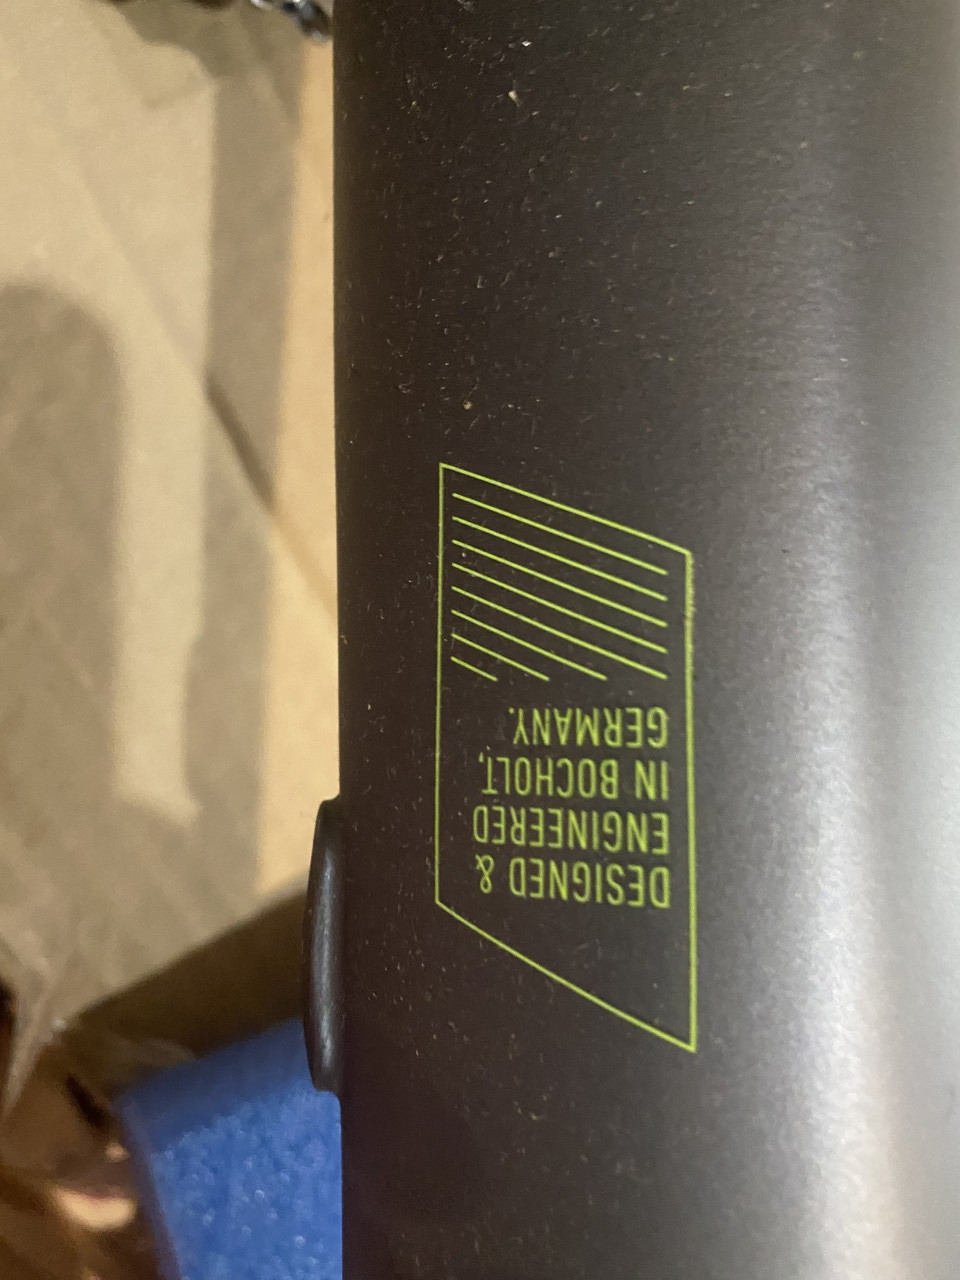 DESIGNED &
ENGINEERED
IN BOCHOLT,
GERMANY.